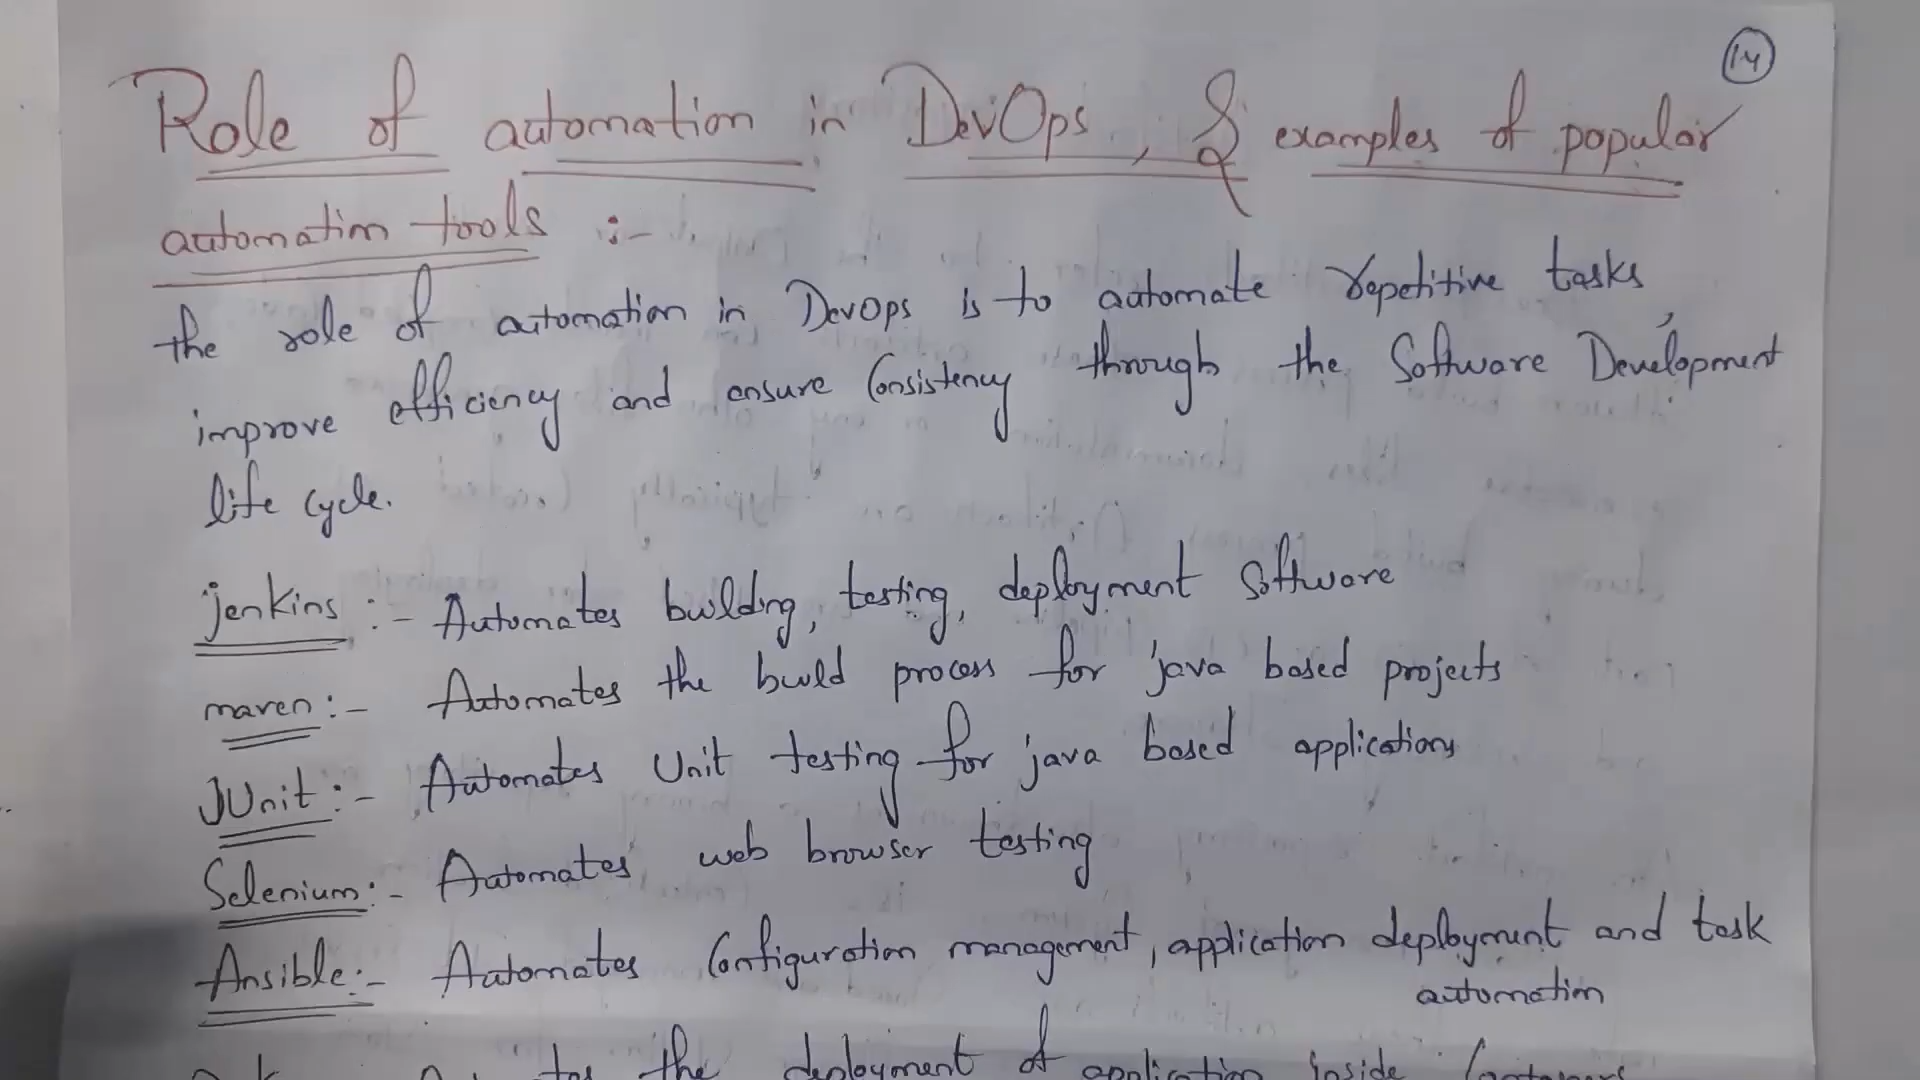 14
Role of automation in DevOps, & examples of popular
automation tools :-
the role of automation in DevOps is to automate repetitive tasks,
improve efficiency and ensure Consistency through the Software Development
life cycle.
jenkins :- Automates building, testing, deployment Software
maven :- Automates the build process for java based projects
JUnit :- Automates Unit testing for java based applications
Selenium :- Automates web browser testing
Ansible :- Automates Configuration management, application deployment and task
automation
the deployment of application inside Containers